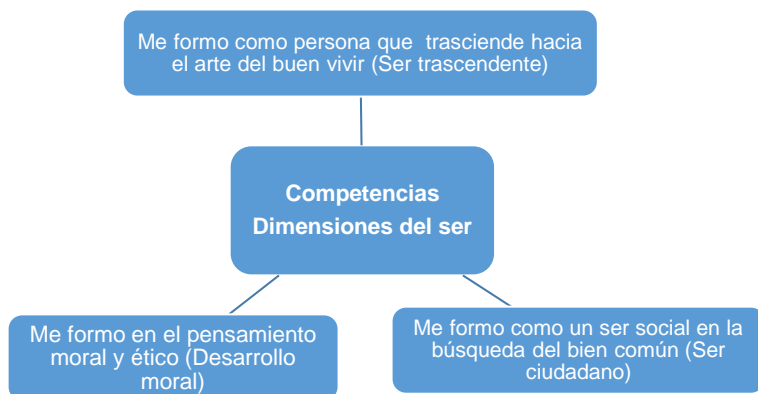 Me formo como persona que trasciende hacia
el arte del buen vivir (Ser trascendente)
Competencias
Dimensiones del ser
Me formo en el pensamiento
moral y ético (Desarrollo
moral)
Me formo como un ser social en la
búsqueda del bien común (Ser
ciudadano)